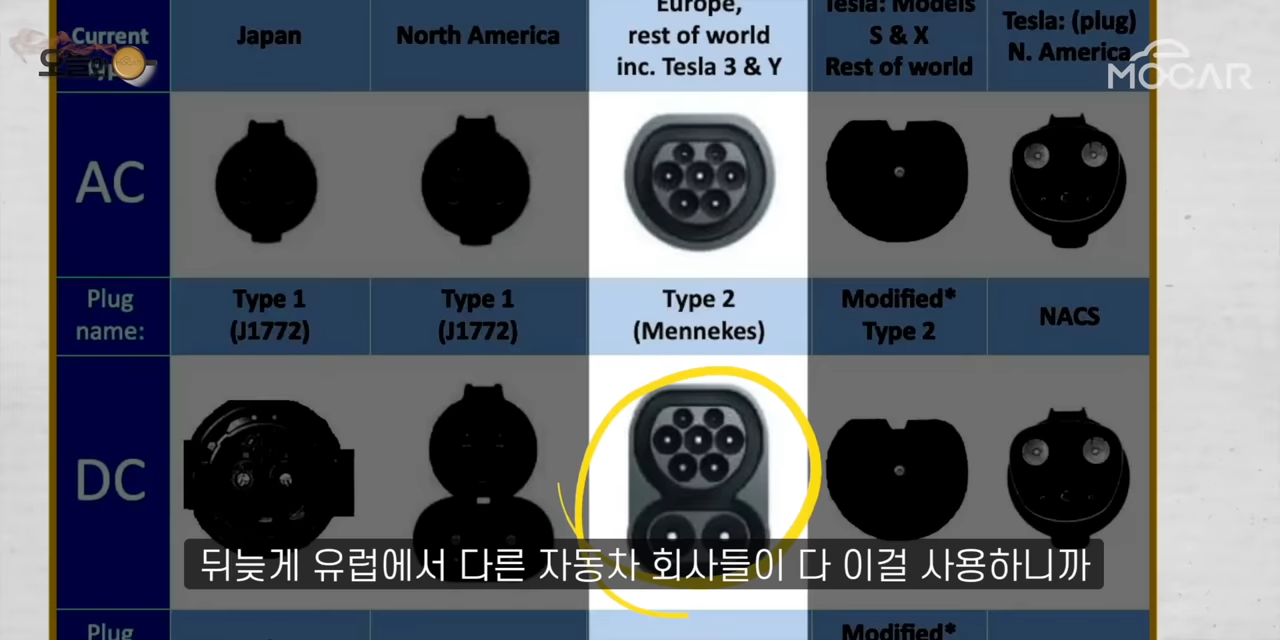 Current
Japan
North America
Europe,
rest of world
inc. Tesla 3 & Y
Tesla: Models
S & X
Rest of world
Tesla: (plug)
N. America
오늘의
MOCAR
AC
Plug
name:
Type 1
(J1772)
Type 1
(J1772)
Type 2
(Mennekes)
Modified*
Type 2
NACS
DC
뒤늦게 유럽에서 다른 자동차 회사들이 다 이걸 사용하니까
Plug
Modified*